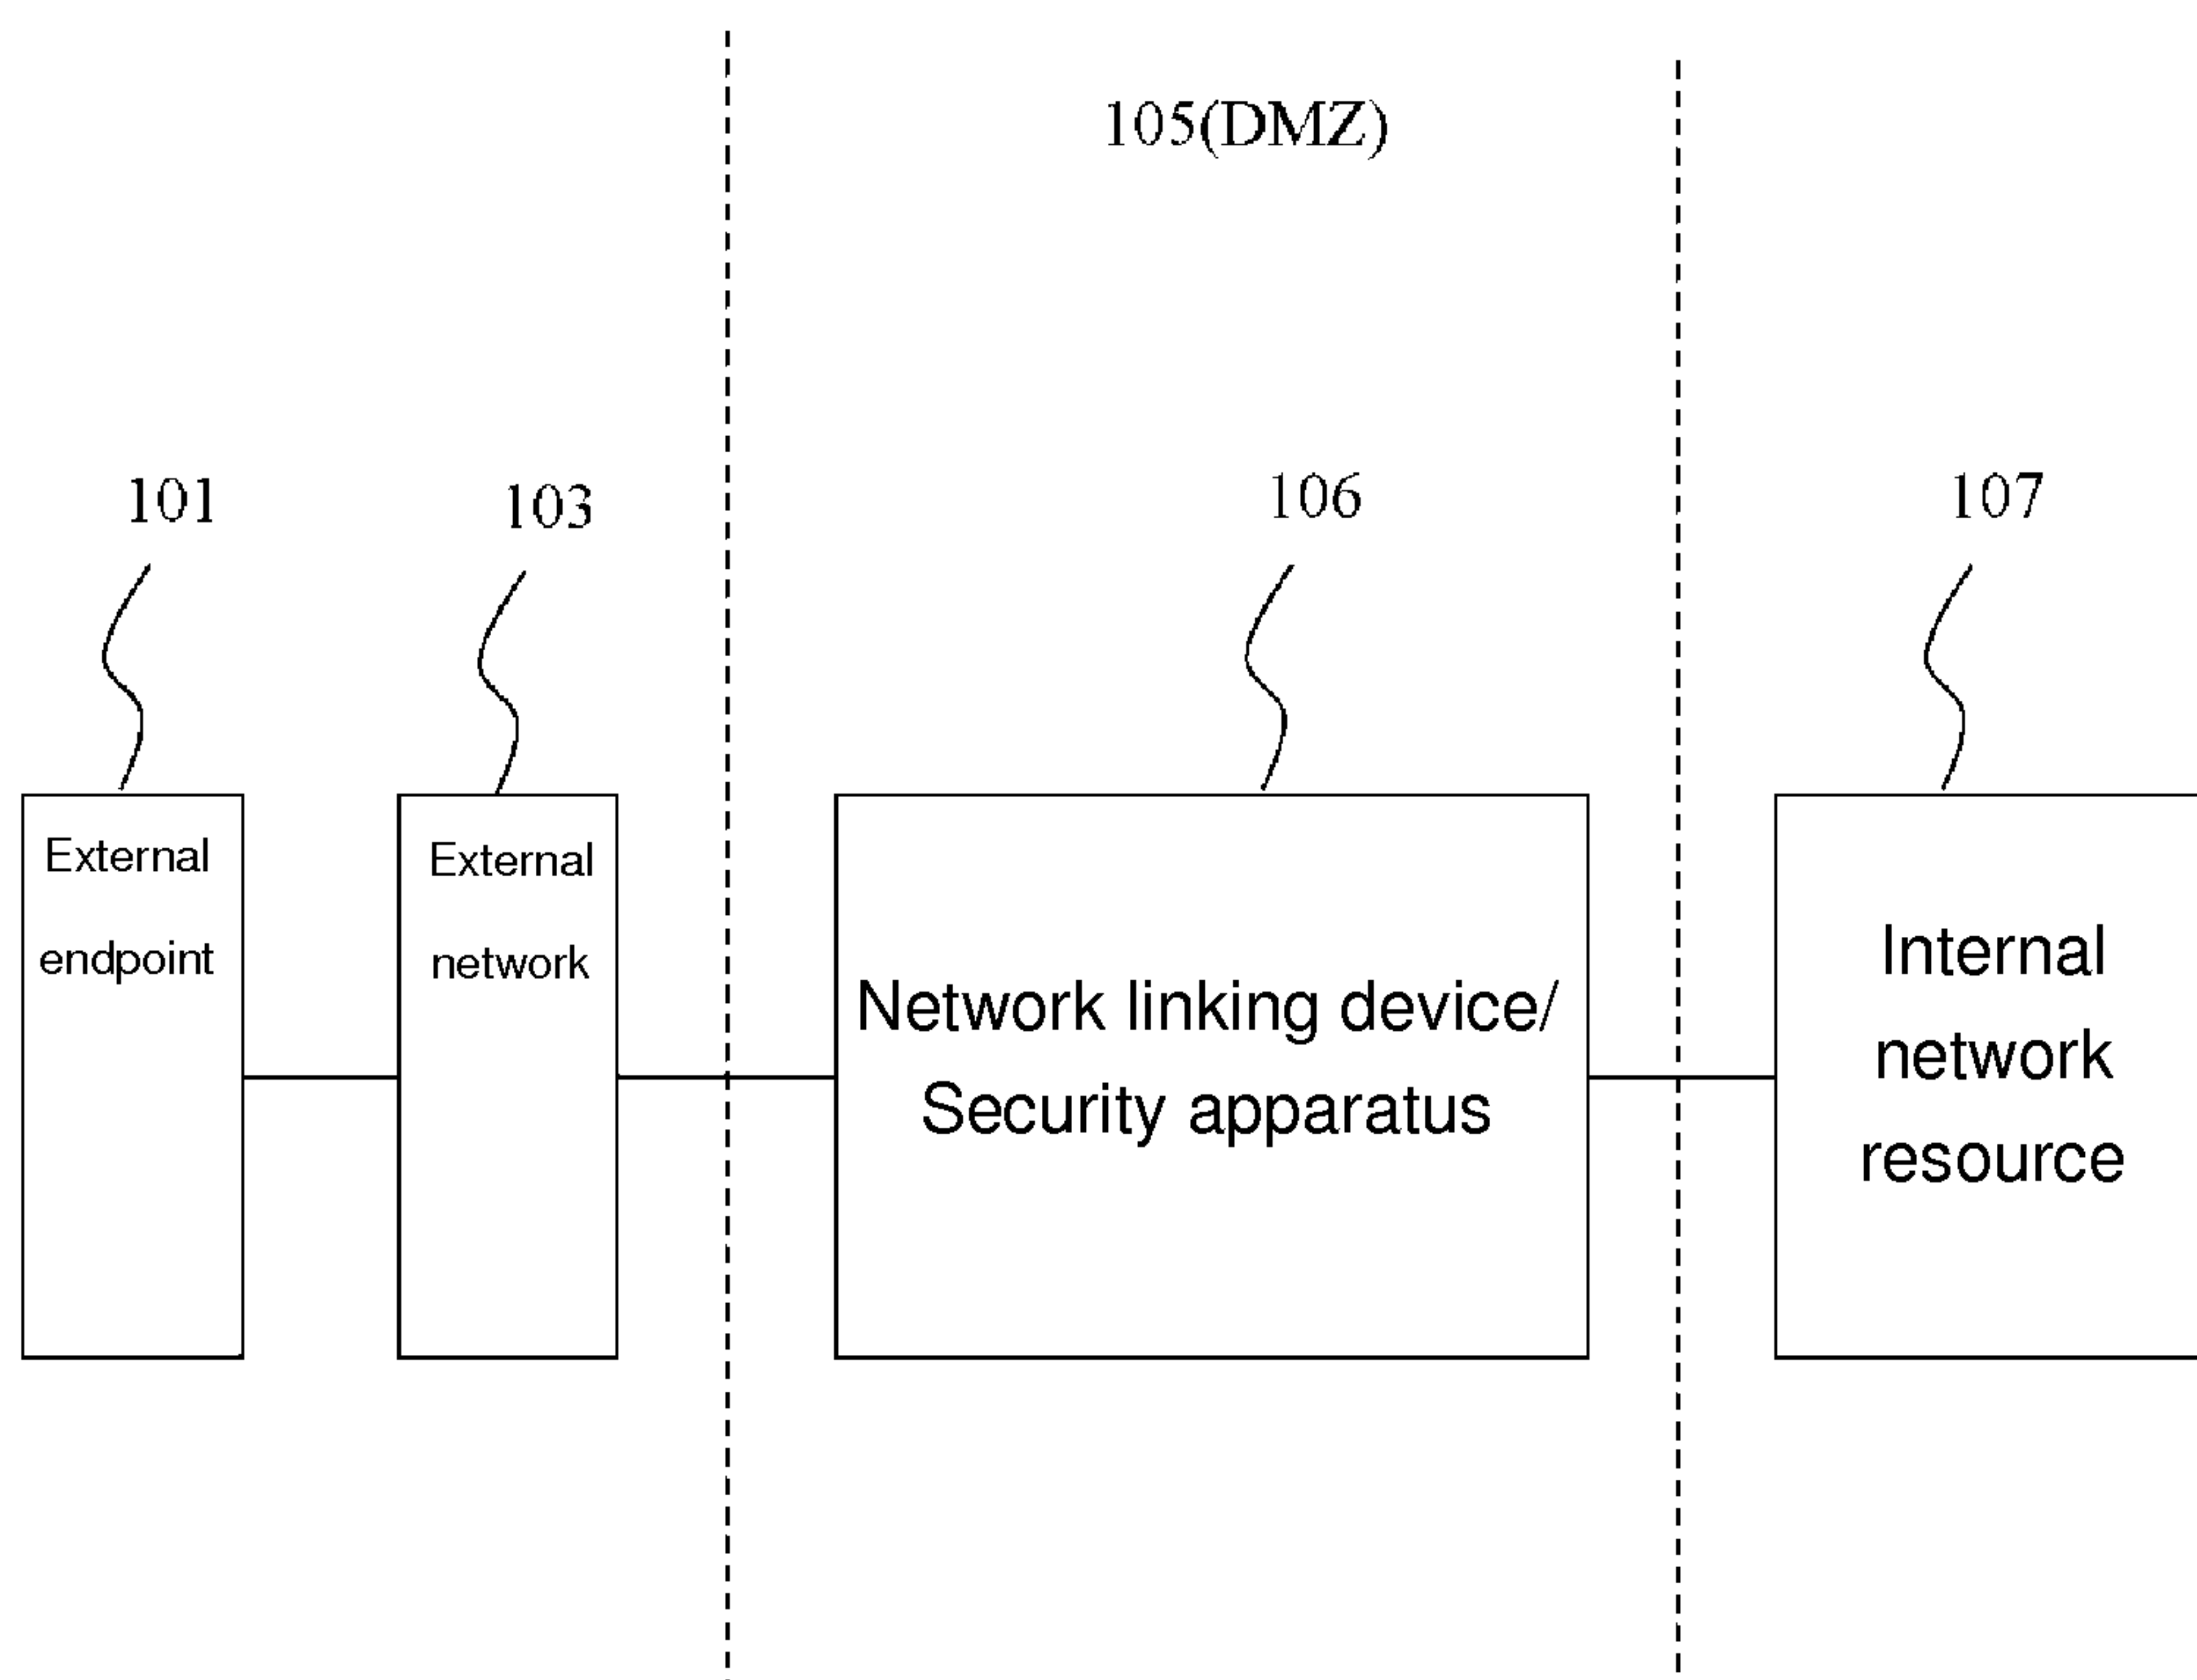 105(DMZ)
101
103
106
107
External
endpoint
External
network
Network linking device/
Security apparatus
Internal
network
resource